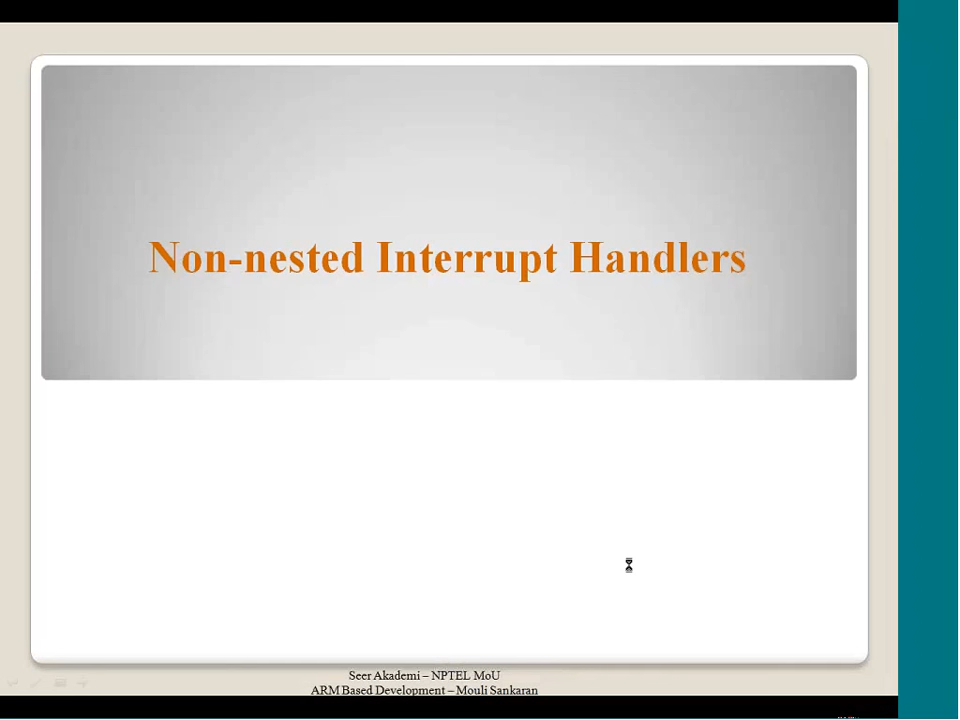 Non-nested Interrupt Handlers
Seer Akademi – NPTEL MoU
ARM Based Development – Mouli Sankaran